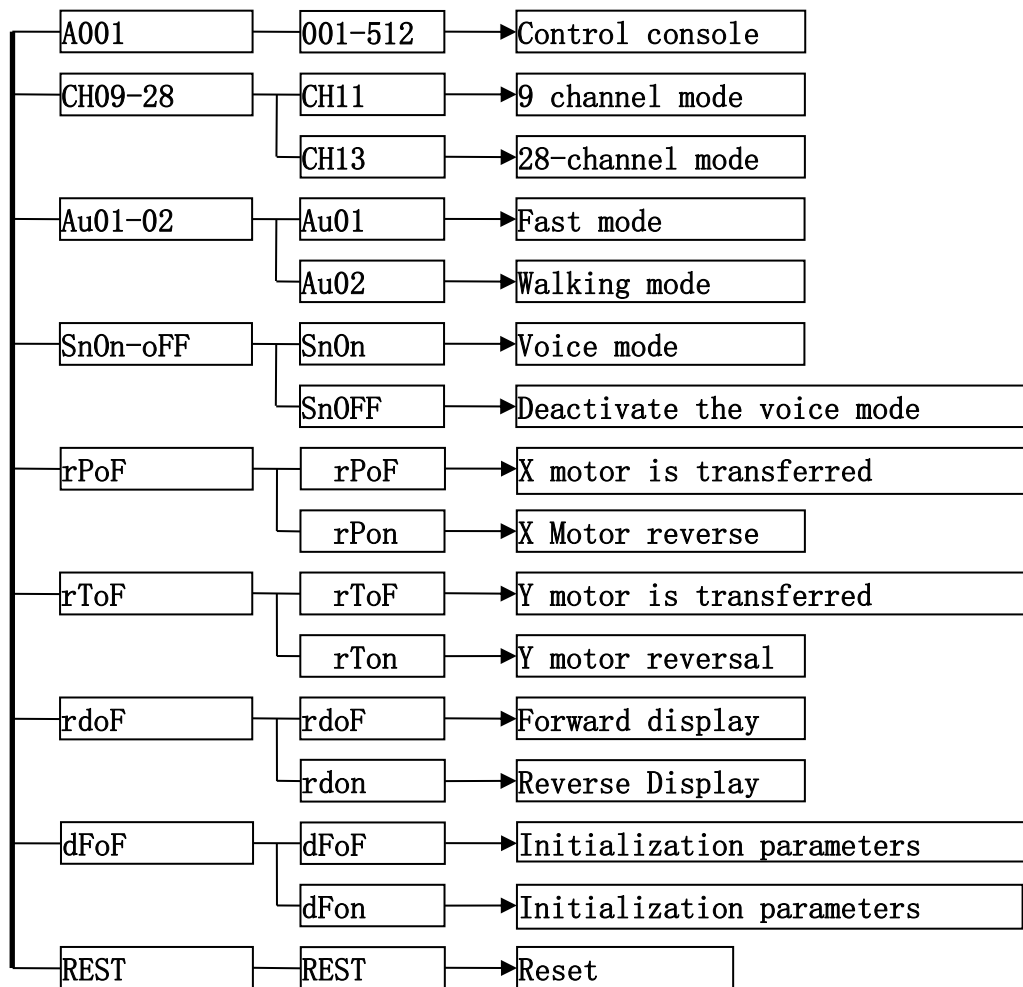 A001 001-512 Control console
CH09-28 CH11 9 channel mode
CH13 28-channel mode
Au01-02 Au01 Fast mode
Au02 Walking mode
SnOn-oFF SnOn Voice mode
SnOFF Deactivate the voice mode
rPoF rPoF X motor is transferred
rPon X Motor reverse
rToF rToF Y motor is transferred
rTon Y motor reversal
rdoF rdoF Forward display
rdon Reverse Display
dFoF dFoF Initialization parameters
dFon Initialization parameters
REST REST Reset